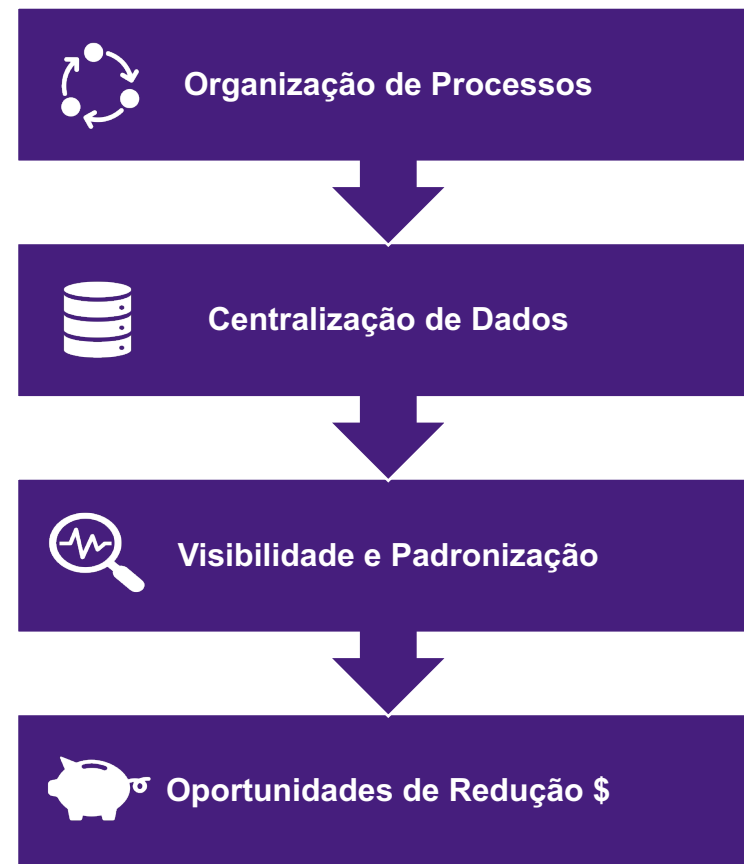 Organização de Processos
Centralização de Dados
Visibilidade e Padronização
Oportunidades de Redução $